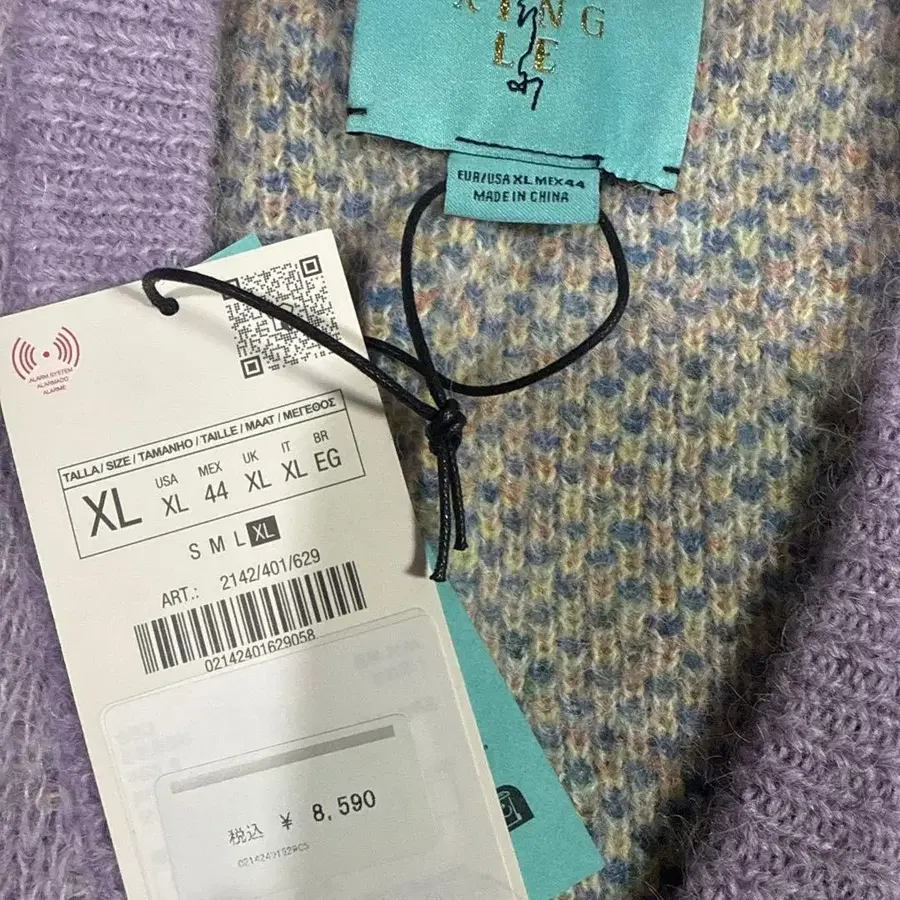 KING
LE
EUR/USA XL MEX 44
MADE IN CHINA
ALARM SYSTEM
ALARMADO
ALARME
TALLA / SIZE / TAMANHO / TAILLE / MAAT / ΜΕΓΕΘΟΣ
XL
USA MEX UK IT BR
XL 44 XL XL EG
S M L XL
ART.: 2142/401/629
02142401629058
税込 ¥ 8,590